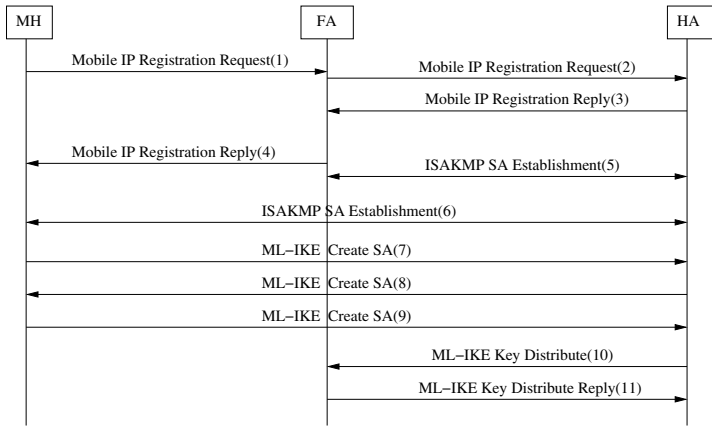 MH
FA
HA
Mobile IP Registration Request(1)
Mobile IP Registration Request(2)
Mobile IP Registration Reply(3)
Mobile IP Registration Reply(4)
ISAKMP SA Establishment(5)
ISAKMP SA Establishment(6)
ML−IKE Create SA(7)
ML−IKE Create SA(8)
ML−IKE Create SA(9)
ML−IKE Key Distribute(10)
ML−IKE Key Distribute Reply(11)